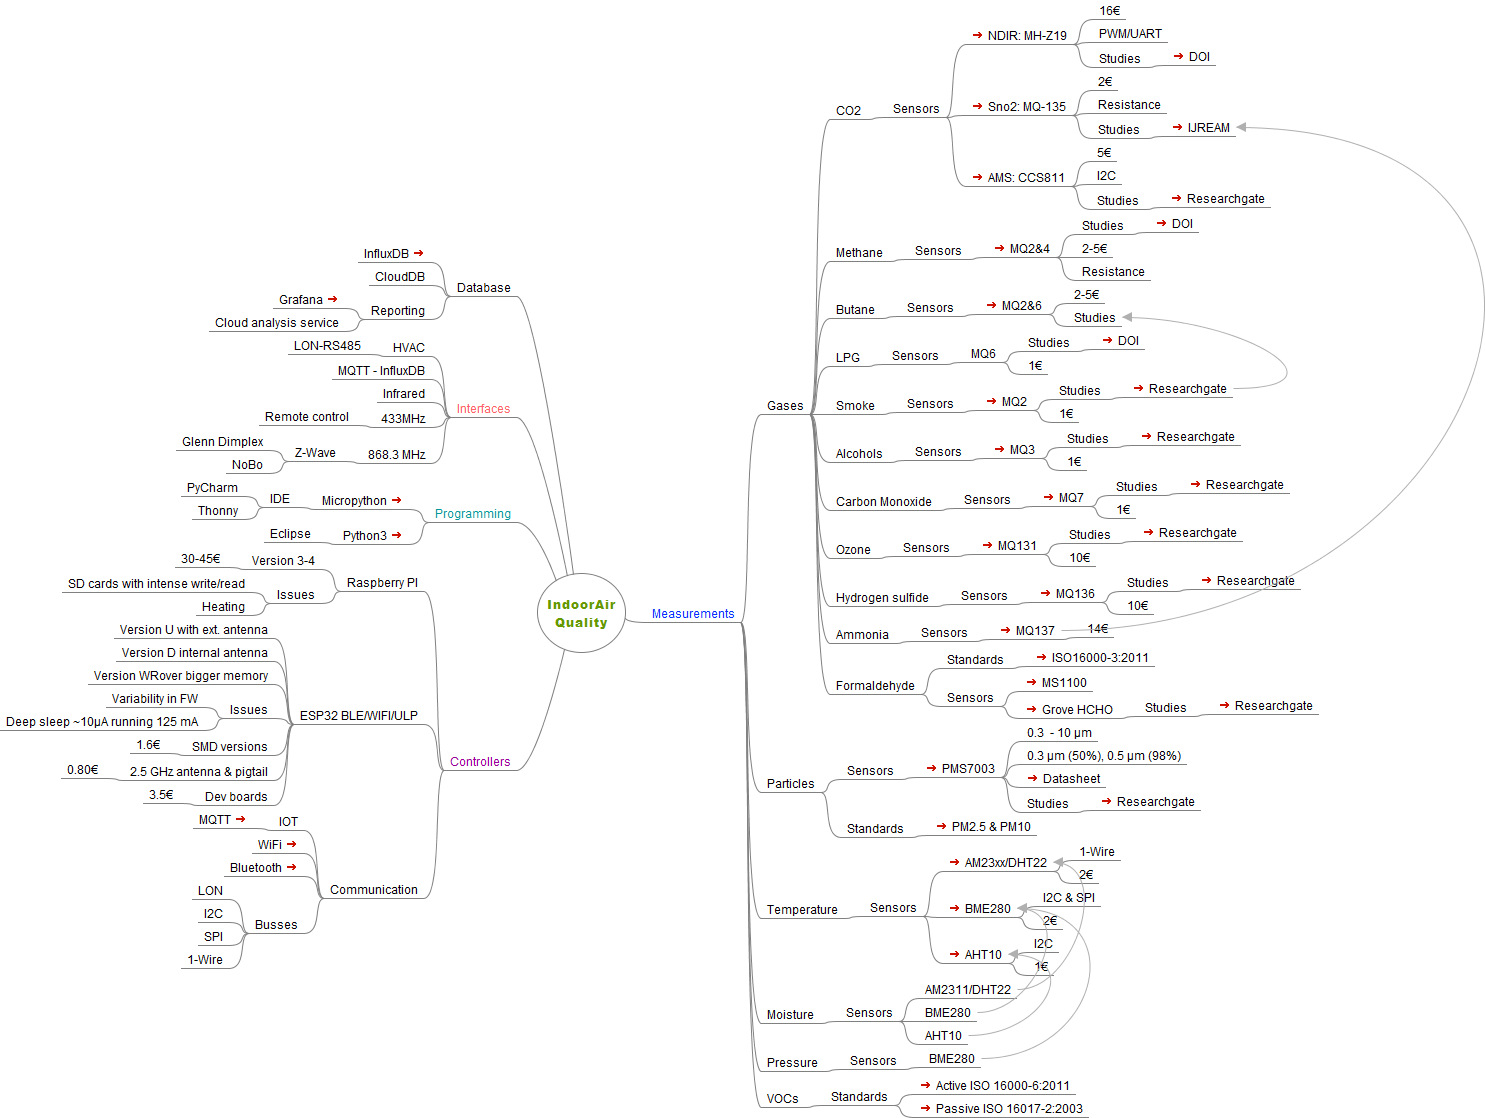 IndoorAir
Quality
Database
InfluxDB
CloudDB
Reporting
Grafana
Cloud analysis service
Interfaces
HVAC
LON-RS485
MQTT - InfluxDB
Infrared
433MHz
Remote control
868.3 MHz
Z-Wave
Glenn Dimplex
NoBo
Programming
Micropython
IDE
PyCharm
Thonny
Python3
Eclipse
Controllers
Raspberry PI
Version 3-4
30-45€
Issues
SD cards with intense write/read
Heating
ESP32 BLE/WIFI/ULP
Version U with ext. antenna
Version D internal antenna
Version WRover bigger memory
Issues
Variability in FW
Deep sleep ~10µA running 125 mA
SMD versions
1.6€
2.5 GHz antenna & pigtail
0.80€
Dev boards
3.5€
Communication
IOT
MQTT
WiFi
Bluetooth
Busses
LON
I2C
SPI
1-Wire
Measurements
Gases
CO2
Sensors
NDIR: MH-Z19
16€
PWM/UART
Studies
DOI
Sno2: MQ-135
2€
Resistance
Studies
IJREAM
AMS: CCS811
5€
I2C
Studies
Researchgate
Methane
Sensors
MQ2&4
Studies
DOI
2-5€
Resistance
Butane
Sensors
MQ2&6
2-5€
Studies
LPG
Sensors
MQ6
Studies
DOI
1€
Smoke
Sensors
MQ2
Studies
Researchgate
1€
Alcohols
Sensors
MQ3
Studies
Researchgate
1€
Carbon Monoxide
Sensors
MQ7
Studies
Researchgate
1€
Ozone
Sensors
MQ131
Studies
Researchgate
10€
Hydrogen sulfide
Sensors
MQ136
Studies
Researchgate
10€
Ammonia
Sensors
MQ137
14€
Formaldehyde
Standards
ISO16000-3:2011
Sensors
MS1100
Grove HCHO
Studies
Researchgate
Particles
Sensors
PMS7003
0.3 - 10 µm
0.3 µm (50%), 0.5 µm (98%)
Datasheet
Studies
Researchgate
Standards
PM2.5 & PM10
Temperature
Sensors
AM23xx/DHT22
1-Wire
2€
BME280
I2C & SPI
2€
AHT10
I2C
1€
Moisture
Sensors
AM2311/DHT22
BME280
AHT10
Pressure
Sensors
BME280
VOCs
Standards
Active ISO 16000-6:2011
Passive ISO 16017-2:2003